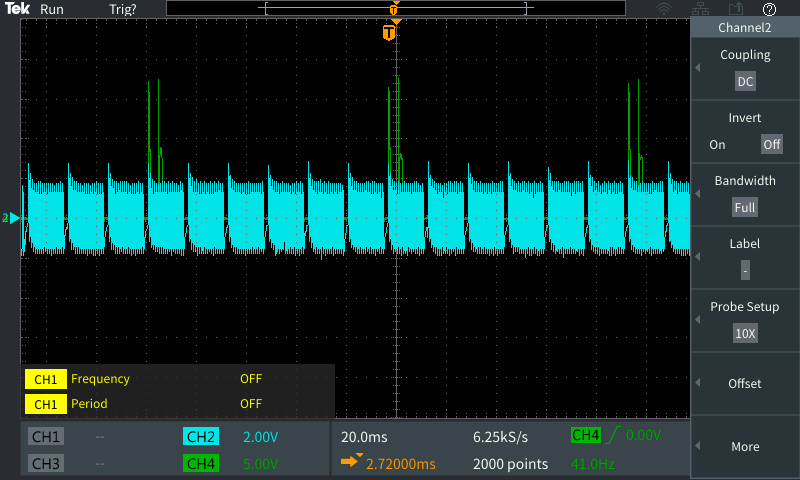 Tek Run Trig? T ?
T
Channel2
Coupling
DC
Invert
On Off
Bandwidth
Full
Label
-
Probe Setup
10X
Offset
More
2
CH1 Frequency OFF
CH1 Period OFF
CH1 -- CH2 2.00V 20.0ms 6.25kS/s CH4 0.00V
CH3 -- CH4 5.00V 2.72000ms 2000 points 41.0Hz